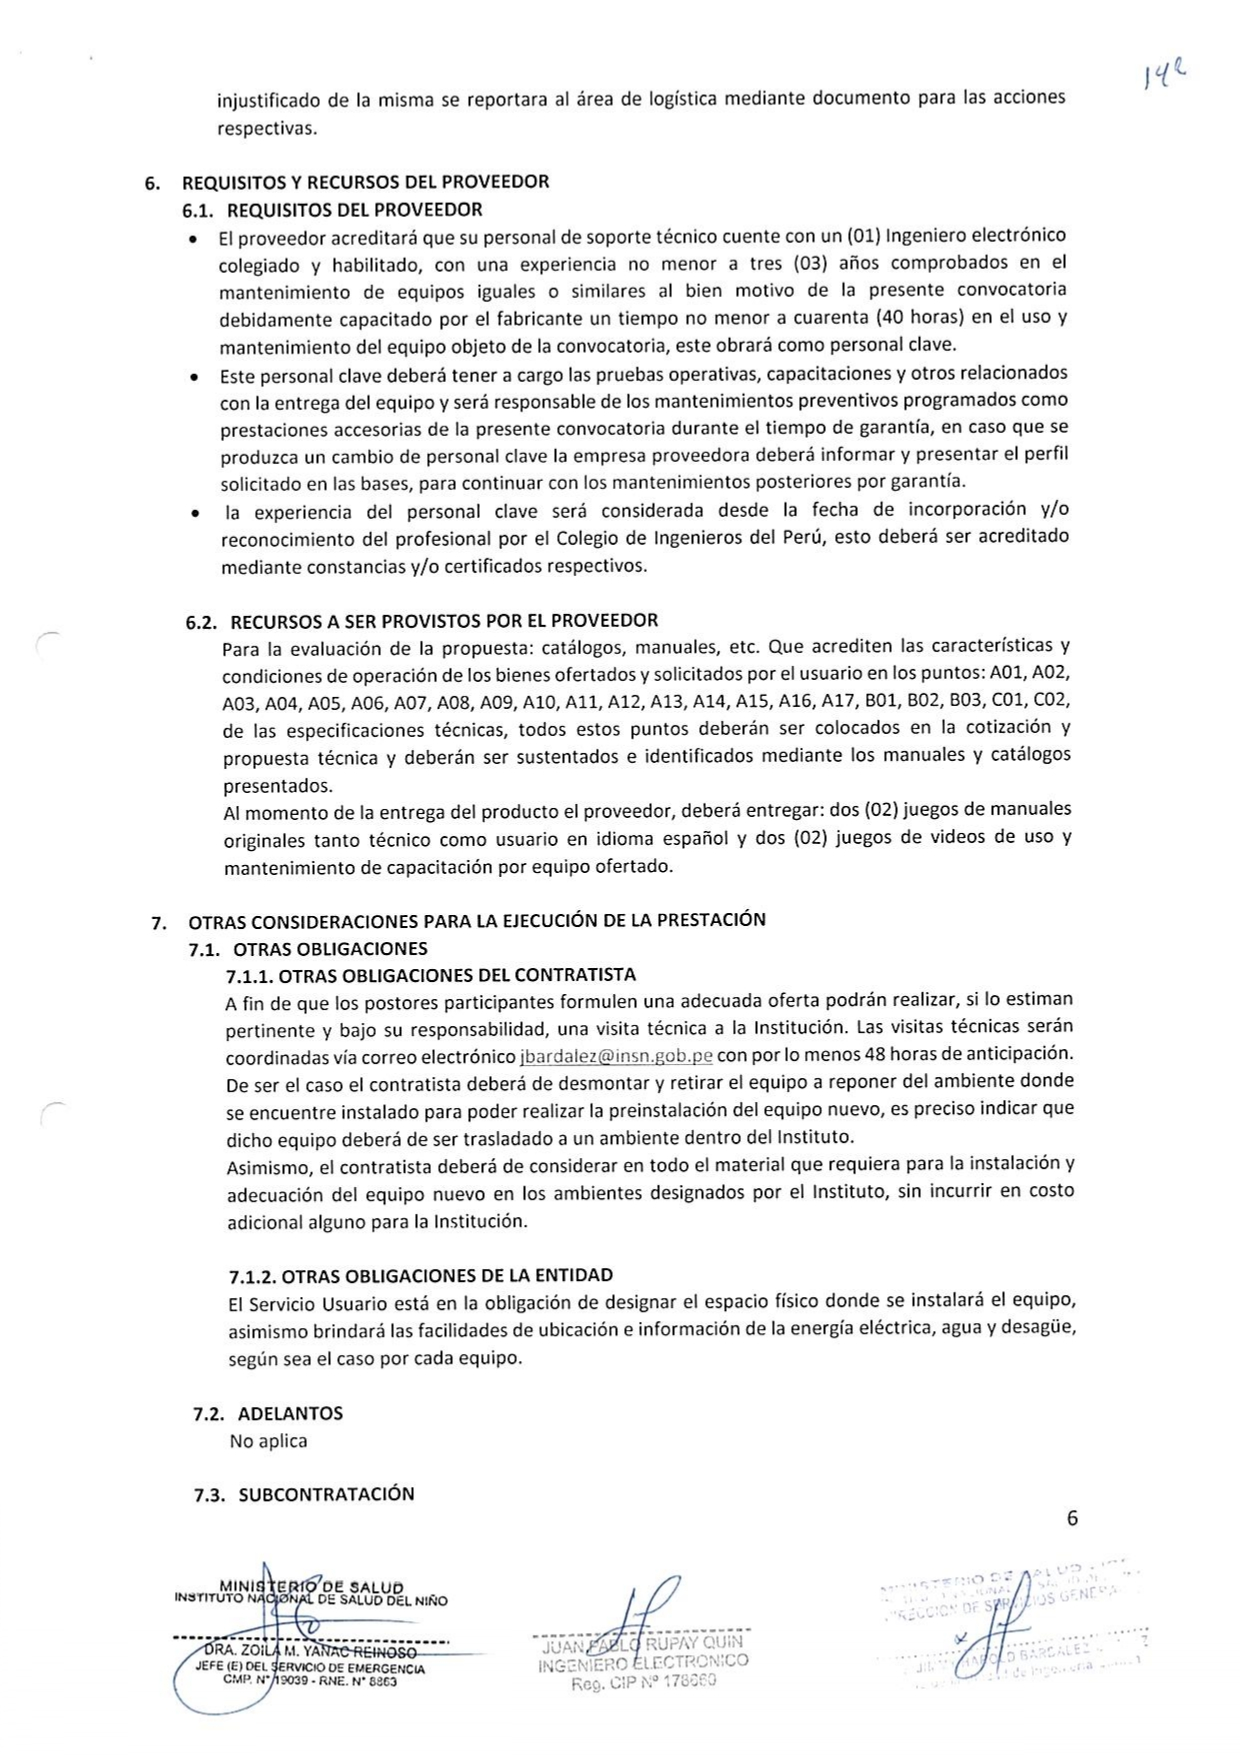 142
injustificado de la misma se reportara al área de logística mediante documento para las acciones
respectivas.
6. REQUISITOS Y RECURSOS DEL PROVEEDOR
6.1. REQUISITOS DEL PROVEEDOR
• El proveedor acreditará que su personal de soporte técnico cuente con un (01) Ingeniero electrónico
colegiado y habilitado, con una experiencia no menor a tres (03) años comprobados en el
mantenimiento de equipos iguales o similares al bien motivo de la presente convocatoria
debidamente capacitado por el fabricante un tiempo no menor a cuarenta (40 horas) en el uso y
mantenimiento del equipo objeto de la convocatoria, este obrará como personal clave.
• Este personal clave deberá tener a cargo las pruebas operativas, capacitaciones y otros relacionados
con la entrega del equipo y será responsable de los mantenimientos preventivos programados como
prestaciones accesorias de la presente convocatoria durante el tiempo de garantía, en caso que se
produzca un cambio de personal clave la empresa proveedora deberá informar y presentar el perfil
solicitado en las bases, para continuar con los mantenimientos posteriores por garantía.
• la experiencia del personal clave será considerada desde la fecha de incorporación y/o
reconocimiento del profesional por el Colegio de Ingenieros del Perú, esto deberá ser acreditado
mediante constancias y/o certificados respectivos.
6.2. RECURSOS A SER PROVISTOS POR EL PROVEEDOR
Para la evaluación de la propuesta: catálogos, manuales, etc. Que acrediten las características y
condiciones de operación de los bienes ofertados y solicitados por el usuario en los puntos: A01, A02,
A03, A04, A05, A06, A07, A08, A09, A10, A11, A12, A13, A14, A15, A16, A17, B01, B02, B03, C01, C02,
de las especificaciones técnicas, todos estos puntos deberán ser colocados en la cotización y
propuesta técnica y deberán ser sustentados e identificados mediante los manuales y catálogos
presentados.
Al momento de la entrega del producto el proveedor, deberá entregar: dos (02) juegos de manuales
originales tanto técnico como usuario en idioma español y dos (02) juegos de videos de uso y
mantenimiento de capacitación por equipo ofertado.
7. OTRAS CONSIDERACIONES PARA LA EJECUCIÓN DE LA PRESTACIÓN
7.1. OTRAS OBLIGACIONES
7.1.1. OTRAS OBLIGACIONES DEL CONTRATISTA
A fin de que los postores participantes formulen una adecuada oferta podrán realizar, si lo estiman
pertinente y bajo su responsabilidad, una visita técnica a la Institución. Las visitas técnicas serán
coordinadas vía correo electrónico jbardalez@insn.gob.pe con por lo menos 48 horas de anticipación.
De ser el caso el contratista deberá de desmontar y retirar el equipo a reponer del ambiente donde
se encuentre instalado para poder realizar la preinstalación del equipo nuevo, es preciso indicar que
dicho equipo deberá de ser trasladado a un ambiente dentro del Instituto.
Asimismo, el contratista deberá de considerar en todo el material que requiera para la instalación y
adecuación del equipo nuevo en los ambientes designados por el Instituto, sin incurrir en costo
adicional alguno para la Institución.
7.1.2. OTRAS OBLIGACIONES DE LA ENTIDAD
El Servicio Usuario está en la obligación de designar el espacio físico donde se instalará el equipo,
asimismo brindará las facilidades de ubicación e información de la energía eléctrica, agua y desagüe,
según sea el caso por cada equipo.
7.2. ADELANTOS
No aplica
7.3. SUBCONTRATACIÓN
6
MINISTERIO DE SALUD
INSTITUTO NACIONAL DE SALUD DEL NIÑO
DRA. ZOILA M. YANAC REINOSO
JEFE (E) DEL SERVICIO DE EMERGENCIA
CMP. N° 19039 - RNE. N° 8863
JUAN PABLO RUPAY QUIN
INGENIERO ELECTRONICO
Reg. CIP Nº
MINISTERIO DE SALUD
DE SERVICIOS
HAROLD BARDALEZ